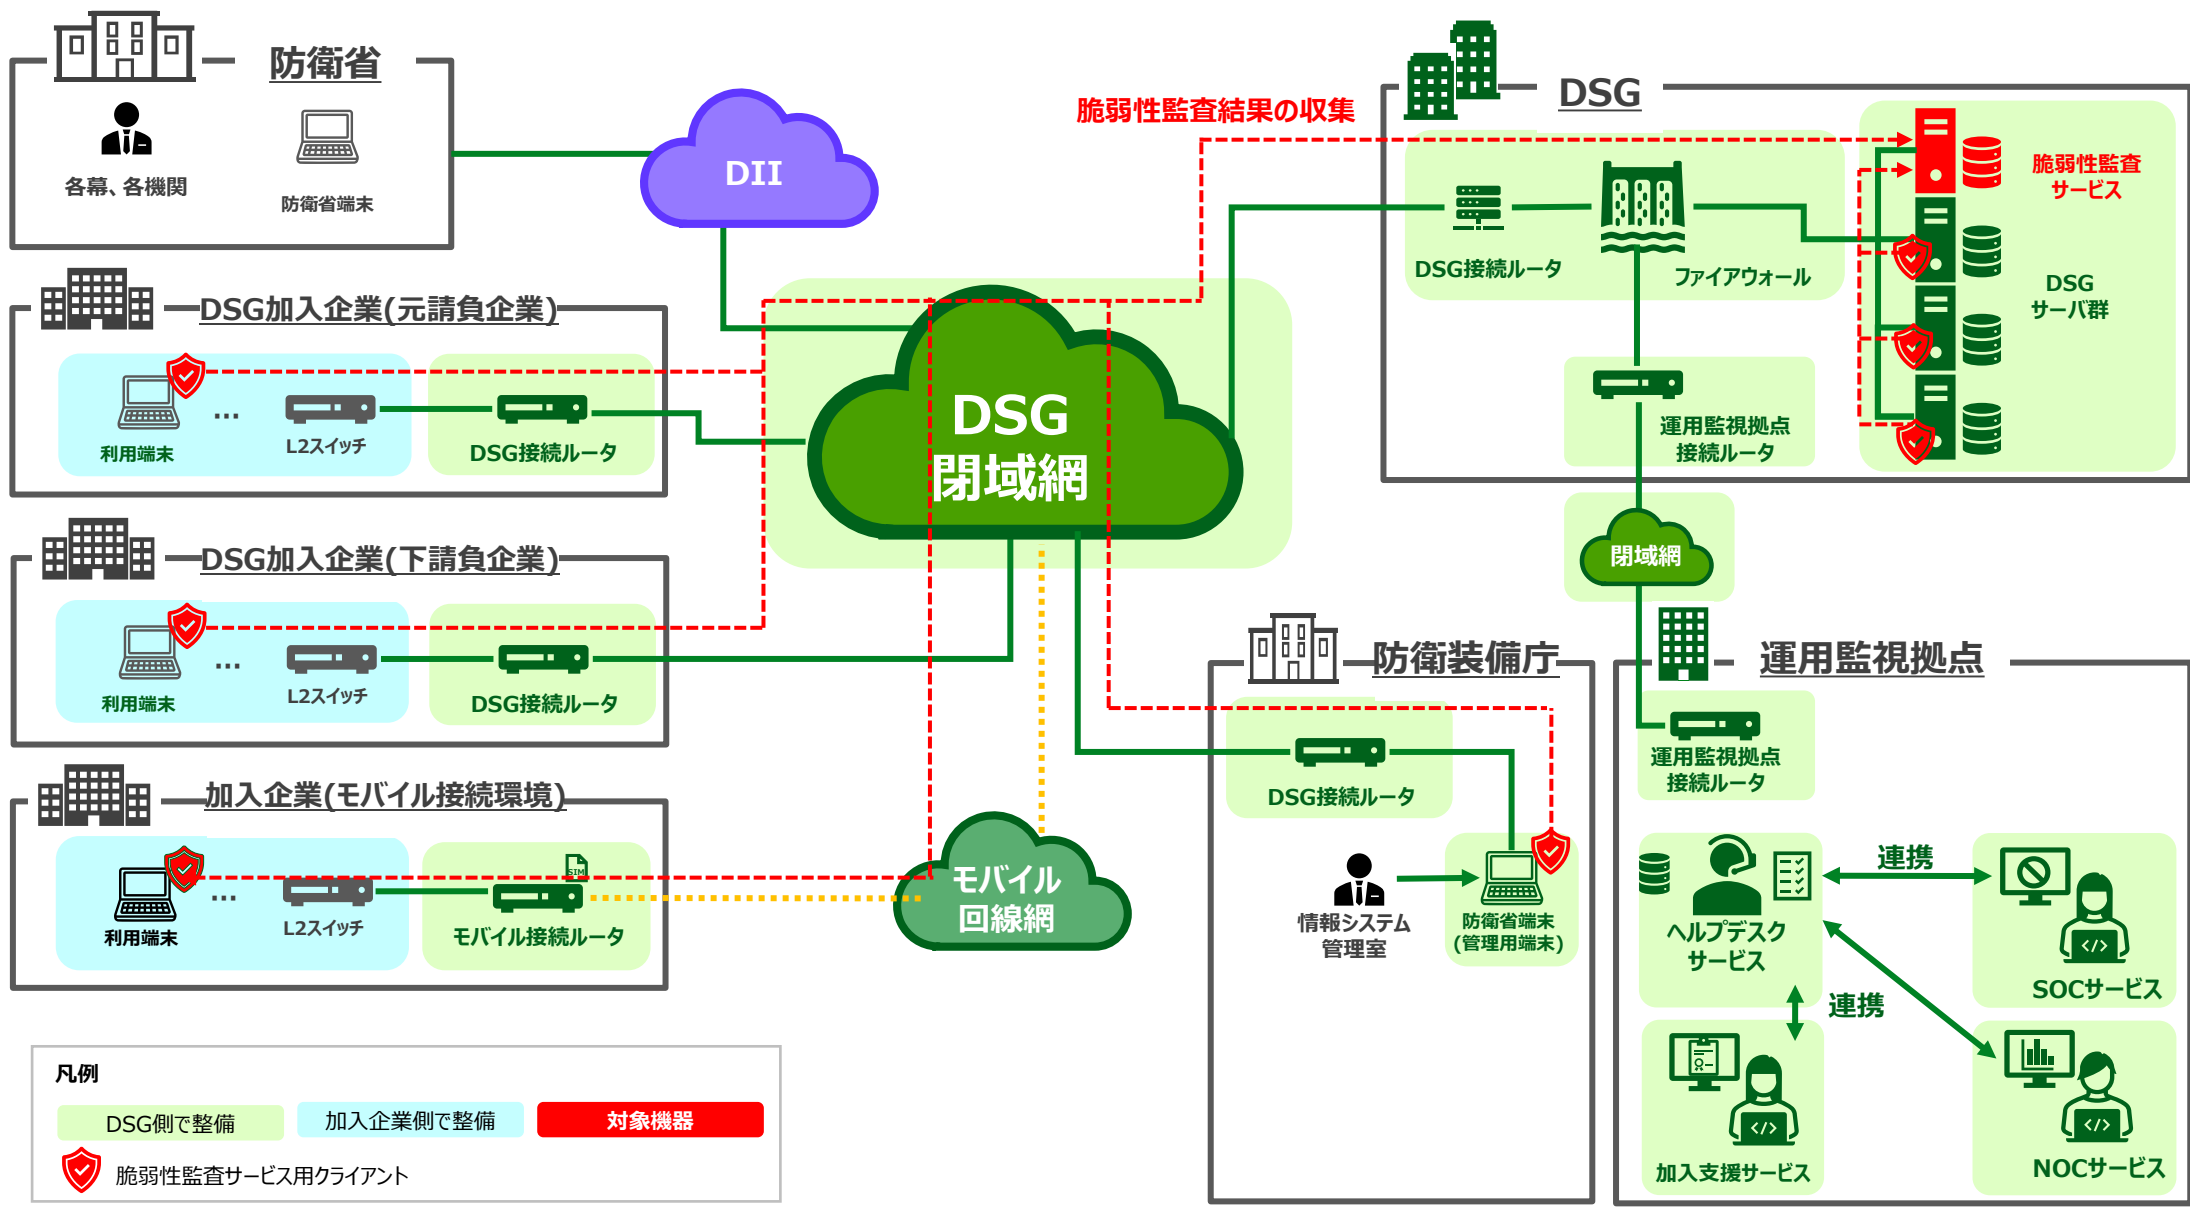 防衛省
各幕、各機関
防衛省端末
DII
脆弱性監査結果の収集
DSG
DSG接続ルータ
ファイアウォール
脆弱性監査
サービス
DSG
サーバ群
運用監視拠点
接続ルータ
DSG加入企業(元請負企業)
利用端末
…
L2スイッチ
DSG接続ルータ
DSG
閉域網
DSG加入企業(下請負企業)
利用端末
…
L2スイッチ
DSG接続ルータ
閉域網
加入企業(モバイル接続環境)
利用端末
…
L2スイッチ
SIM
モバイル接続ルータ
モバイル
回線網
防衛装備庁
DSG接続ルータ
情報システム
管理室
防衛省端末
(管理用端末)
運用監視拠点
運用監視拠点
接続ルータ
ヘルプデスク
サービス
連携
SOCサービス
連携
加入支援サービス
NOCサービス
凡例
DSG側で整備
加入企業側で整備
対象機器
脆弱性監査サービス用クライアント